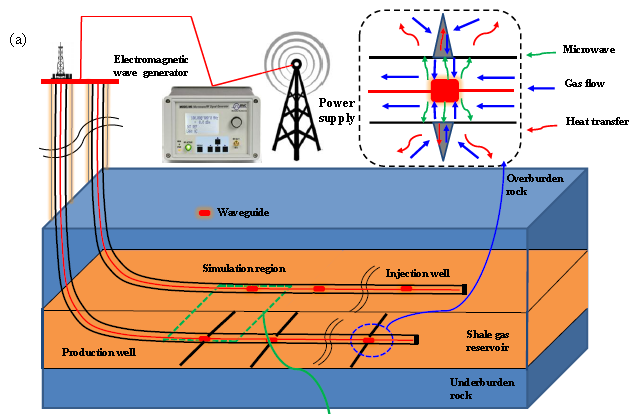 (a)
Electromagnetic
wave generator
Power
supply
Microwave
Gas flow
Heat transfer
Overburden
rock
Waveguide
Simulation region
Injection well
Production well
Shale gas
reservoir
Underburden
rock